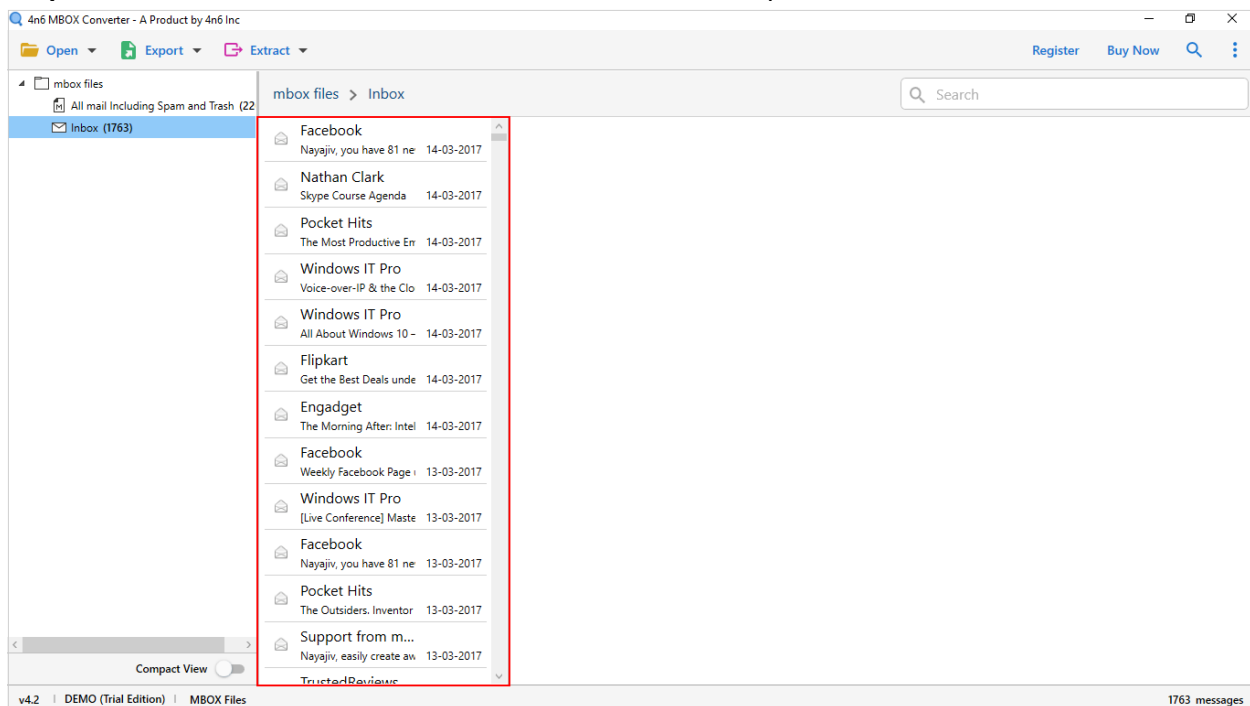 4n6 MBOX Converter - A Product by 4n6 Inc
Open Export Extract Register Buy Now
mbox files
All mail Including Spam and Trash (22
Inbox (1763)
mbox files > Inbox
Search
Facebook
Nayajiv, you have 81 ne 14-03-2017
Nathan Clark
Skype Course Agenda 14-03-2017
Pocket Hits
The Most Productive Em 14-03-2017
Windows IT Pro
Voice-over-IP & the Clo 14-03-2017
Windows IT Pro
All About Windows 10 – 14-03-2017
Flipkart
Get the Best Deals unde 14-03-2017
Engadget
The Morning After: Intel 14-03-2017
Facebook
Weekly Facebook Page 13-03-2017
Windows IT Pro
[Live Conference] Maste 13-03-2017
Facebook
Nayajiv, you have 81 ne 13-03-2017
Pocket Hits
The Outsiders. Inventor 13-03-2017
Support from m...
Nayajiv, easily create aw 13-03-2017
TrustedReviews
Compact View
v4.2 | DEMO (Trial Edition) | MBOX Files 1763 messages